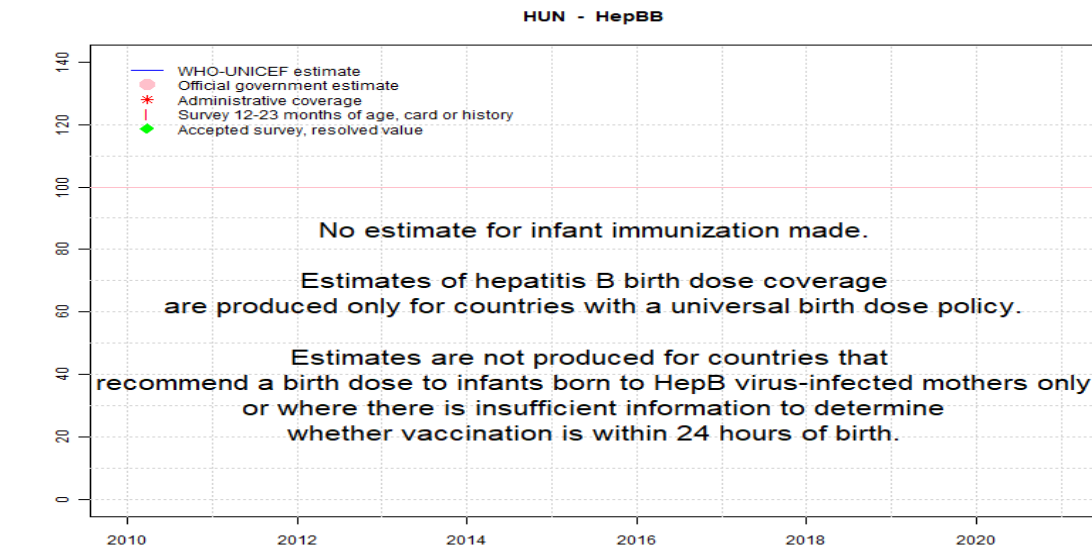 HUN - HepBB
WHO-UNICEF estimate
Official government estimate
Administrative coverage
Survey 12-23 months of age, card or history
Accepted survey, resolved value
140
120
100
80
60
40
20
0
No estimate for infant immunization made.
Estimates of hepatitis B birth dose coverage
are produced only for countries with a universal birth dose policy.
Estimates are not produced for countries that
recommend a birth dose to infants born to HepB virus-infected mothers only
or where there is insufficient information to determine
whether vaccination is within 24 hours of birth.
2010 2012 2014 2016 2018 2020